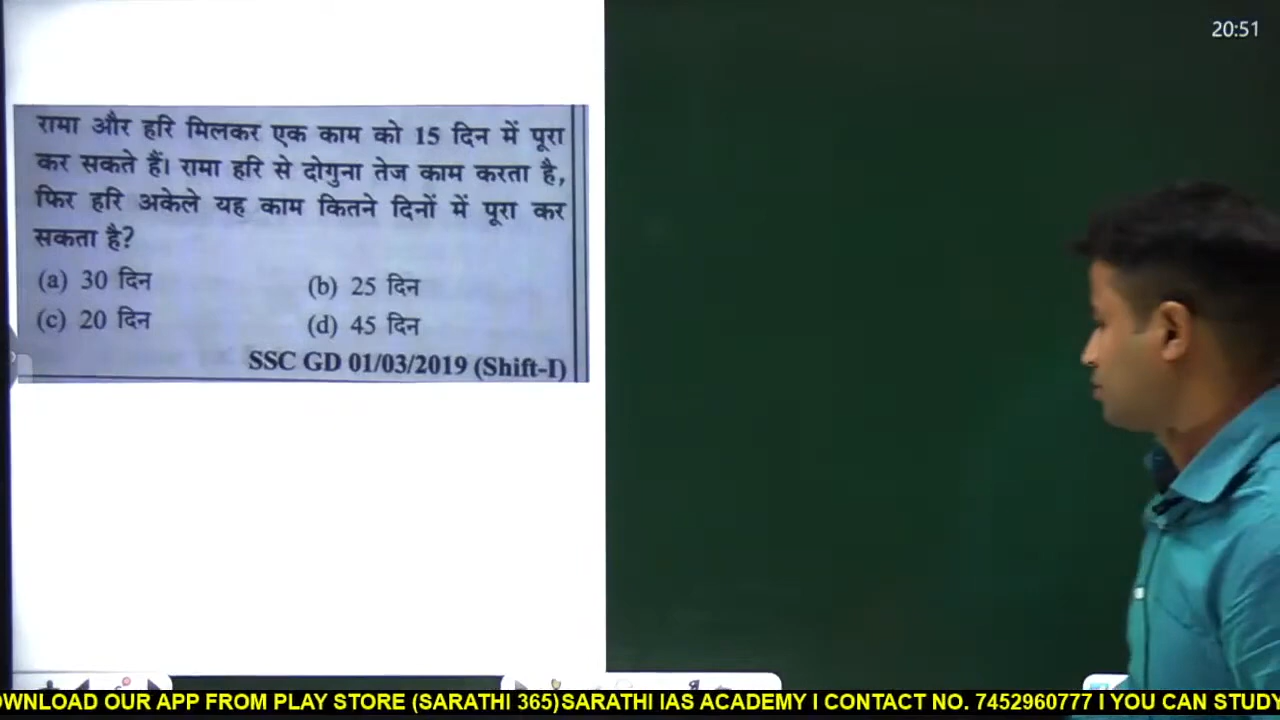 20:51
रामा और हरि मिलकर एक काम को 15 दिन में पूरा
कर सकते हैं। रामा हरि से दोगुना तेज काम करता है,
फिर हरि अकेले यह काम कितने दिनों में पूरा कर
सकता है?
(a) 30 दिन (b) 25 दिन
(c) 20 दिन (d) 45 दिन
SSC GD 01/03/2019 (Shift-I)
OWNLOAD OUR APP FROM PLAY STORE (SARATHI 365)SARATHI IAS ACADEMY I CONTACT NO. 7452960777 I YOU CAN STUDY